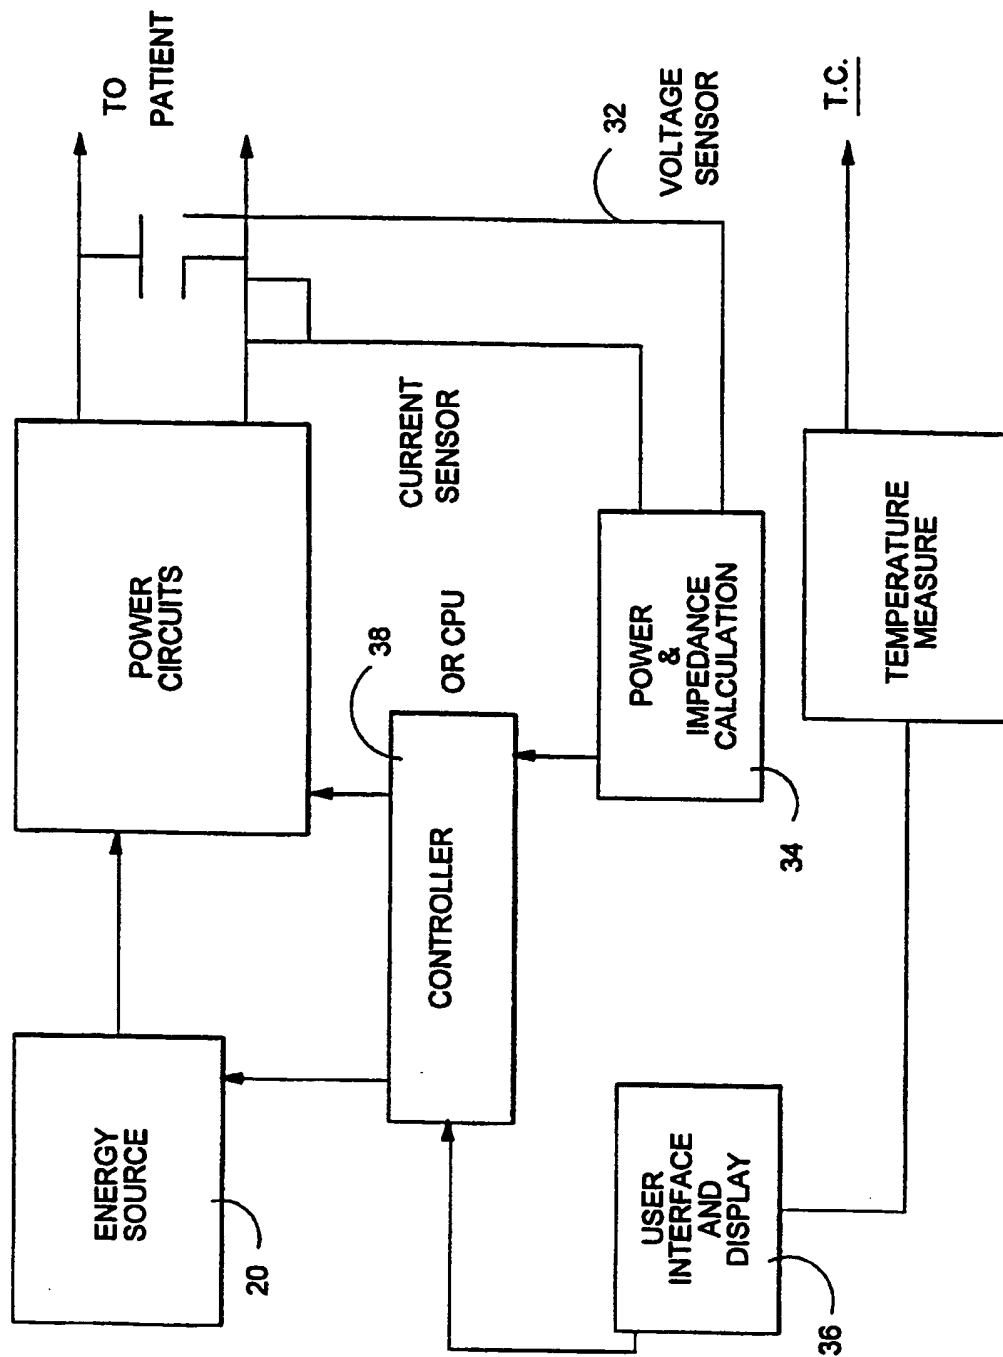 ENERGY
SOURCE
20
POWER
CIRCUITS
TO
PATIENT
CONTROLLER
38
OR CPU
CURRENT
SENSOR
32
VOLTAGE
SENSOR
USER
INTERFACE
AND
DISPLAY
36
POWER
&
IMPEDANCE
CALCULATION
34
TEMPERATURE
MEASURE
T.C.